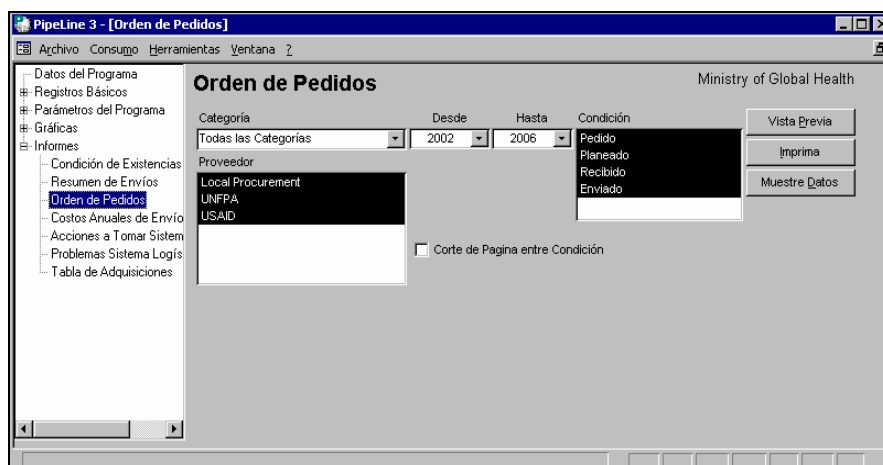 PipeLine 3 - [Orden de Pedidos]
Archivo Consumo Herramientas Ventana ?
Datos del Programa
Registros Básicos
Parámetros del Programa
Gráficas
Informes
Condición de Existencias
Resumen de Envíos
Orden de Pedidos
Costos Anuales de Envío
Acciones a Tomar Sistem
Problemas Sistema Logís
Tabla de Adquisiciones
Orden de Pedidos
Ministry of Global Health
Categoría
Todas las Categorías
Desde
2002
Hasta
2006
Condición
Pedido
Planeado
Recibido
Enviado
Proveedor
Local Procurement
UNFPA
USAID
Corte de Pagina entre Condición
Vista Previa
Imprima
Muestre Datos